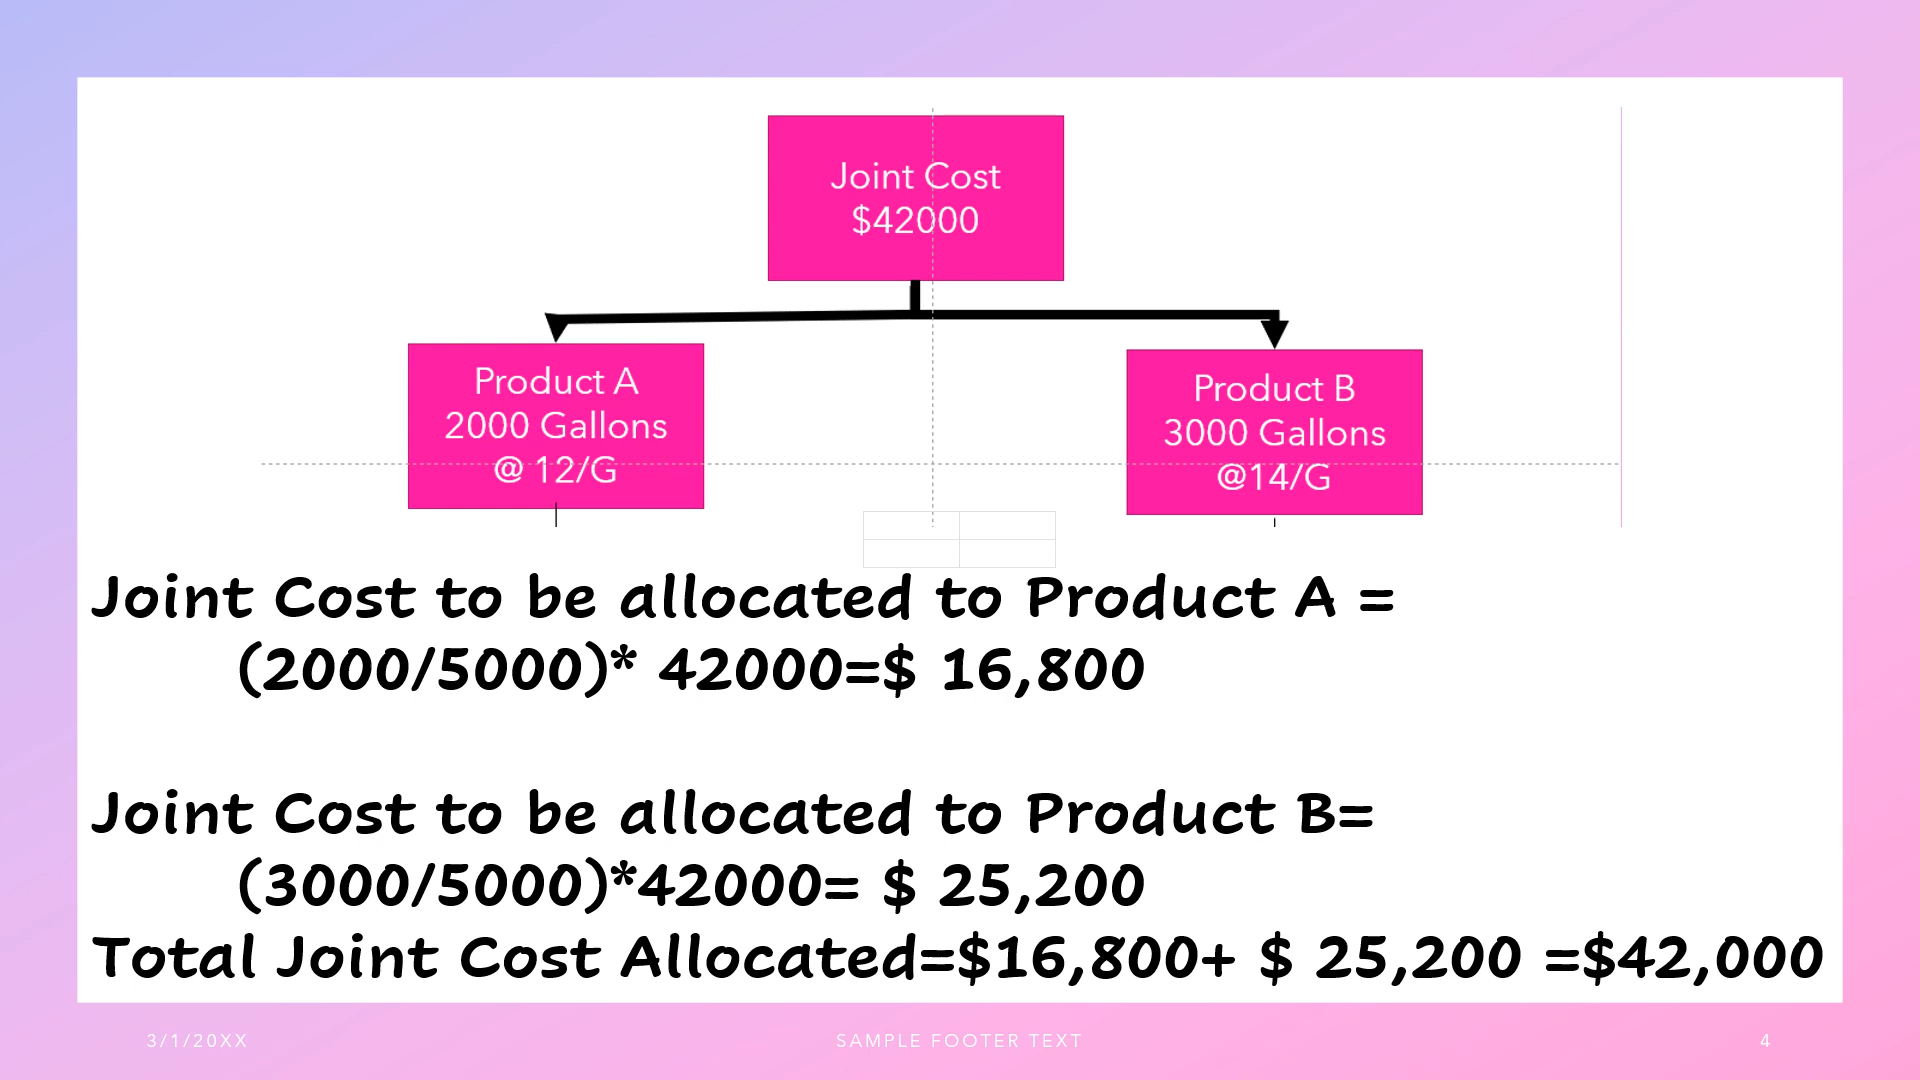 Joint Cost
$42000
Product A
2000 Gallons
@ 12/G
Product B
3000 Gallons
@14/G
Joint Cost to be allocated to Product A =
(2000/5000)* 42000=$ 16,800
Joint Cost to be allocated to Product B=
(3000/5000)*42000= $ 25,200
Total Joint Cost Allocated=$16,800+ $ 25,200 =$42,000
3/1/20XX
SAMPLE FOOTER TEXT
4